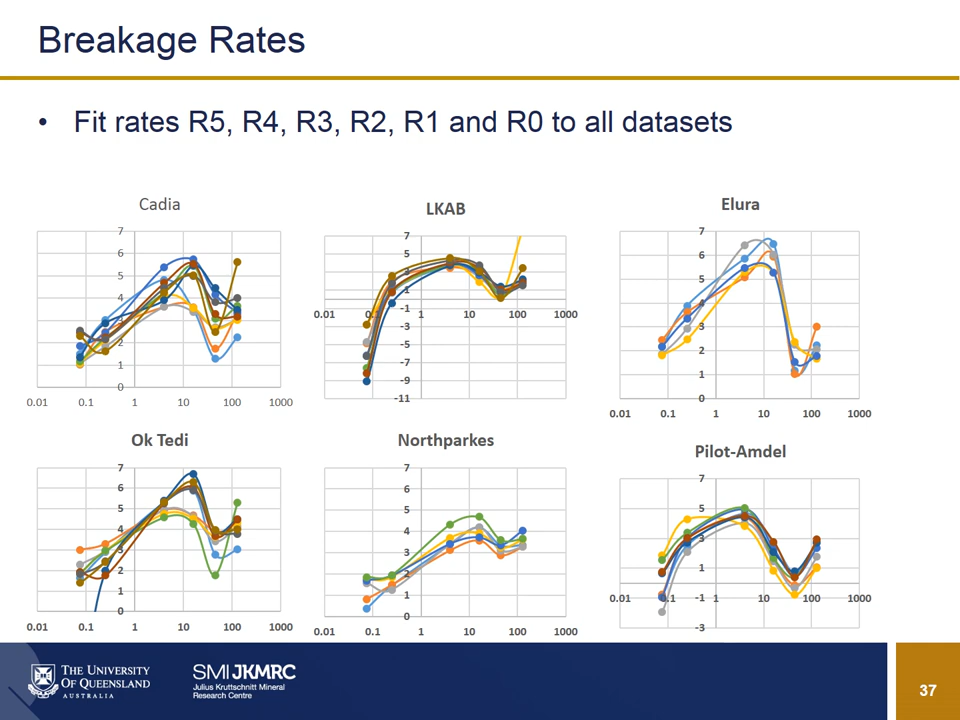 Breakage Rates
• Fit rates R5, R4, R3, R2, R1 and R0 to all datasets
Cadia
7
6
5
4
3
2
1
0
0.01 0.1 1 10 100 1000
LKAB
7
5
3
1
-1
-3
-5
-7
-9
-11
0.01 0.1 1 10 100 1000
Elura
7
6
5
4
3
2
1
0
0.01 0.1 1 10 100 1000
Ok Tedi
7
6
5
4
3
2
1
0
0.01 0.1 1 10 100 1000
Northparkes
7
6
5
4
3
2
1
0
0.01 0.1 1 10 100 1000
Pilot-Amdel
7
5
3
1
-1
-3
0.01 0.1 1 10 100 1000
THE UNIVERSITY
OF QUEENSLAND
AUSTRALIA
SMI JKMRC
Julius Kruttschnitt Mineral
Research Centre
37